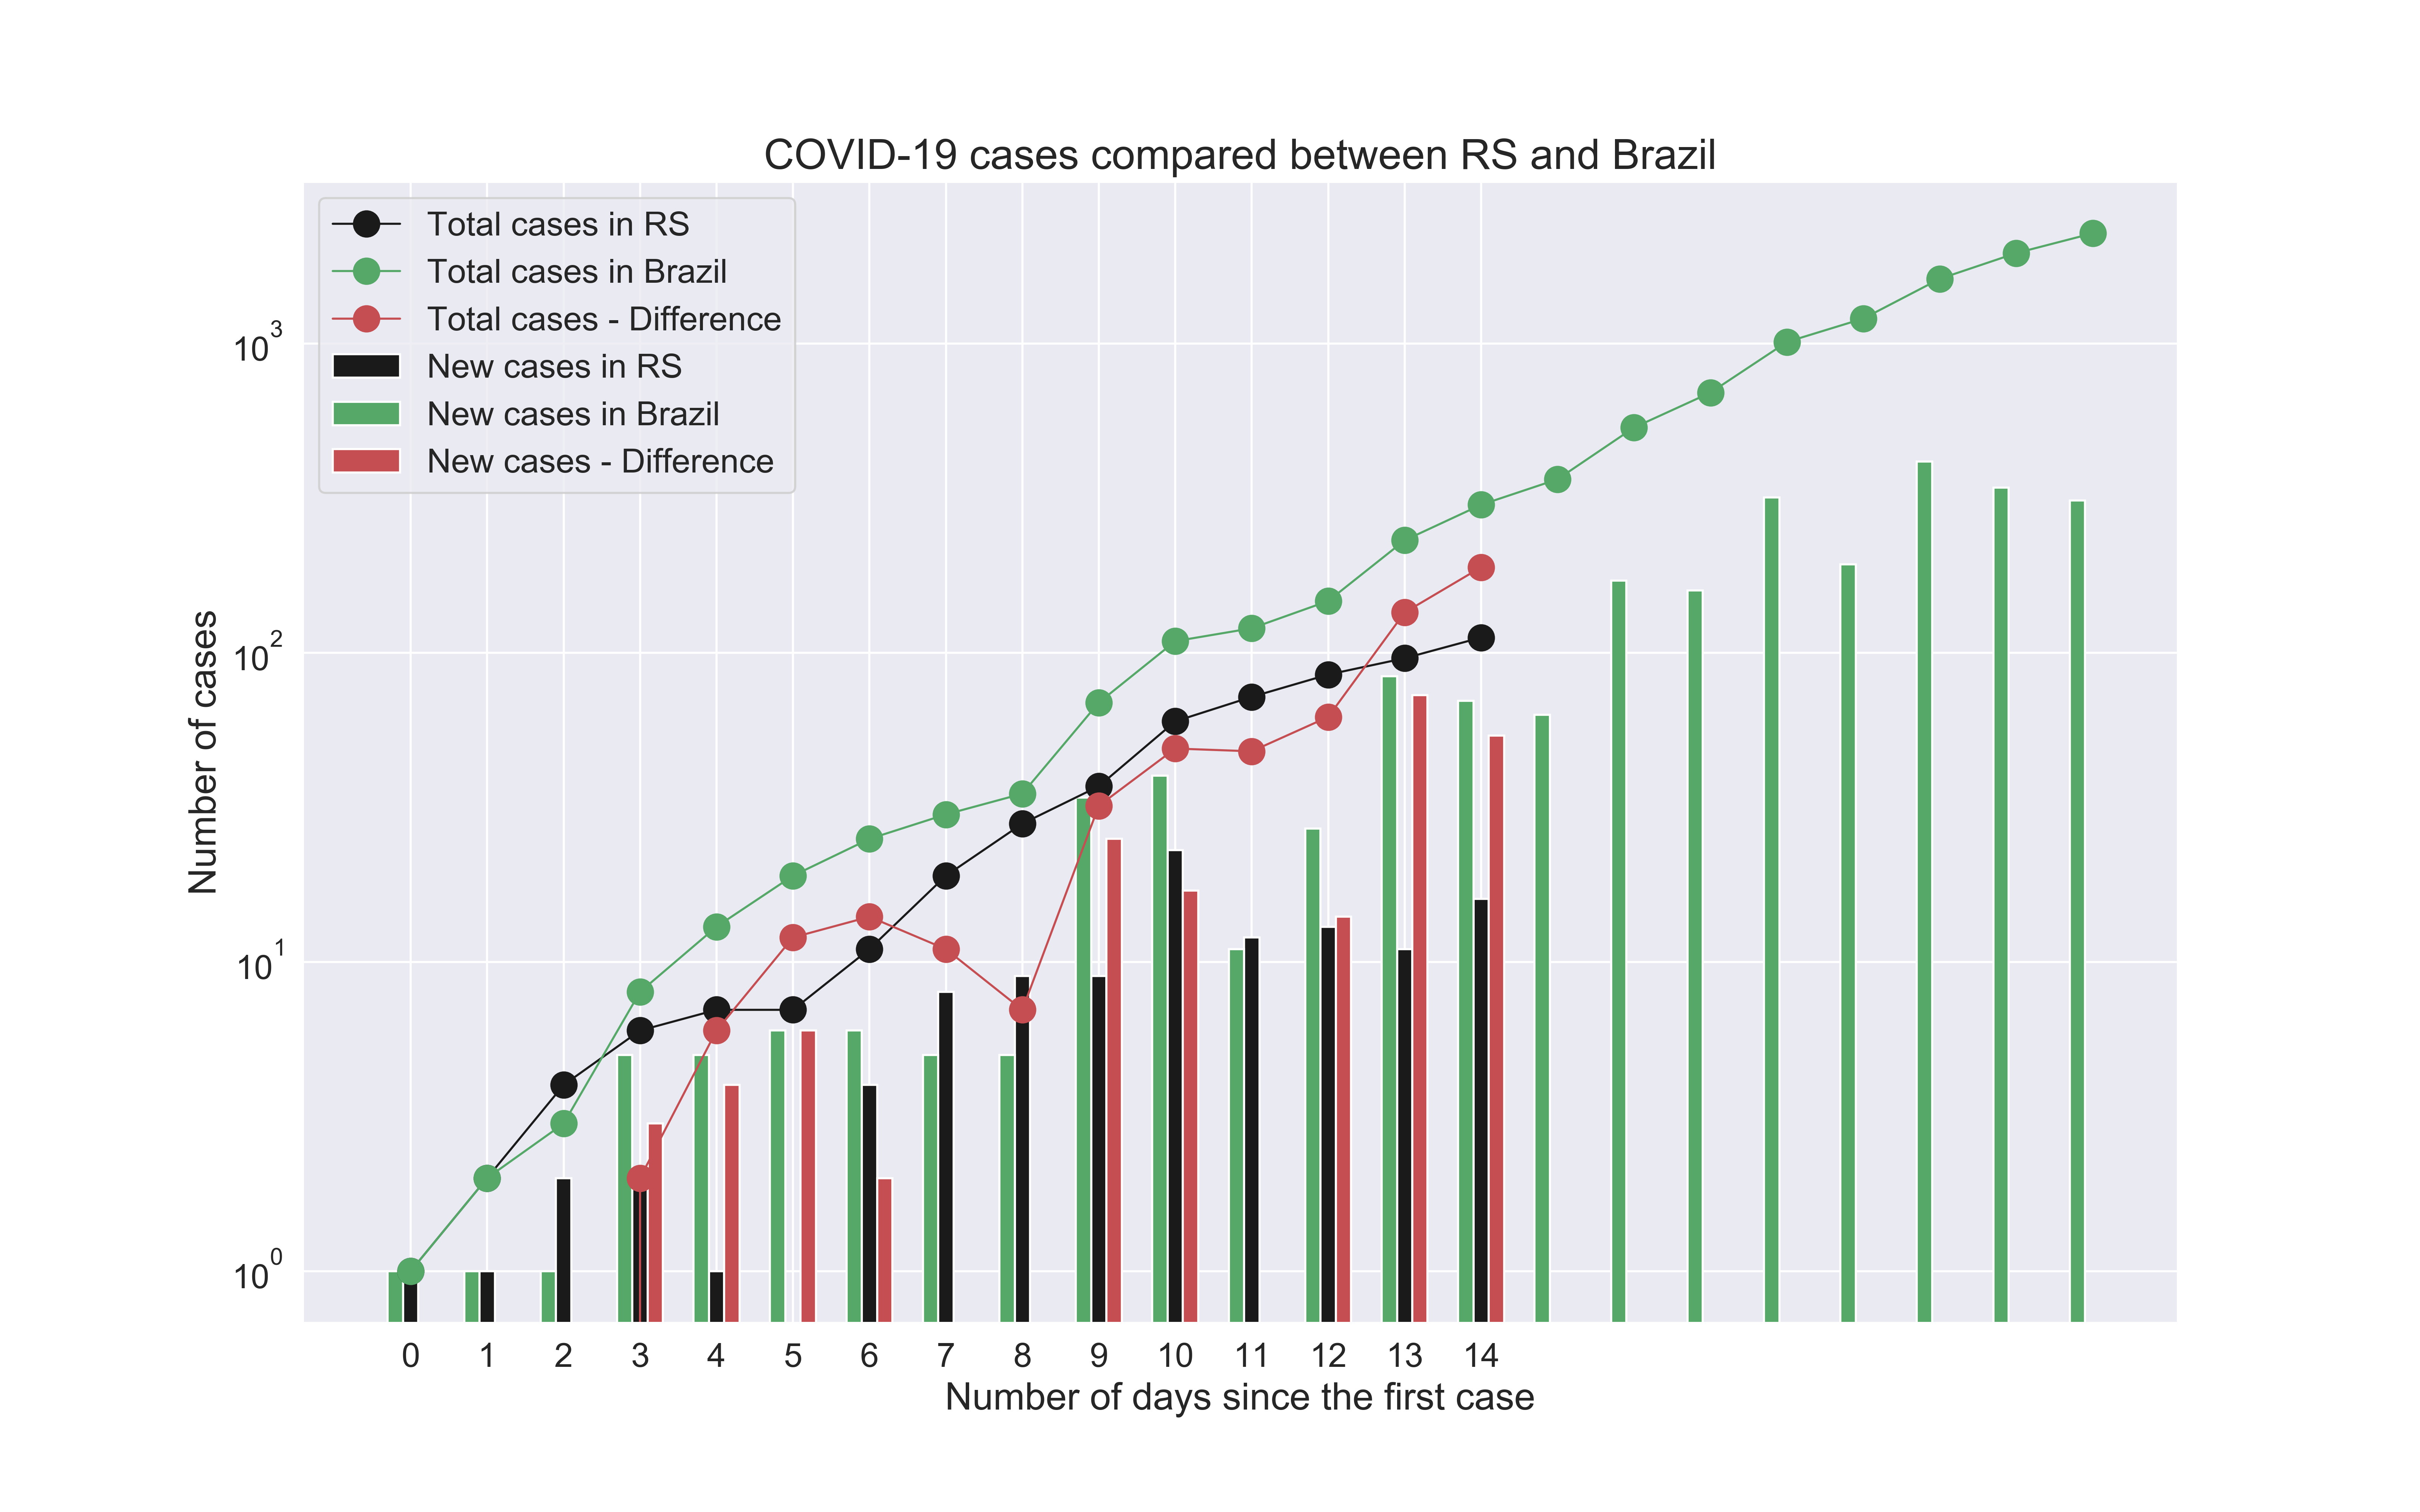 COVID-19 cases compared between RS and Brazil
Total cases in RS
Total cases in Brazil
Total cases - Difference
New cases in RS
New cases in Brazil
New cases - Difference
Number of cases
10³
10²
10¹
10⁰
0 1 2 3 4 5 6 7 8 9 10 11 12 13 14
Number of days since the first case